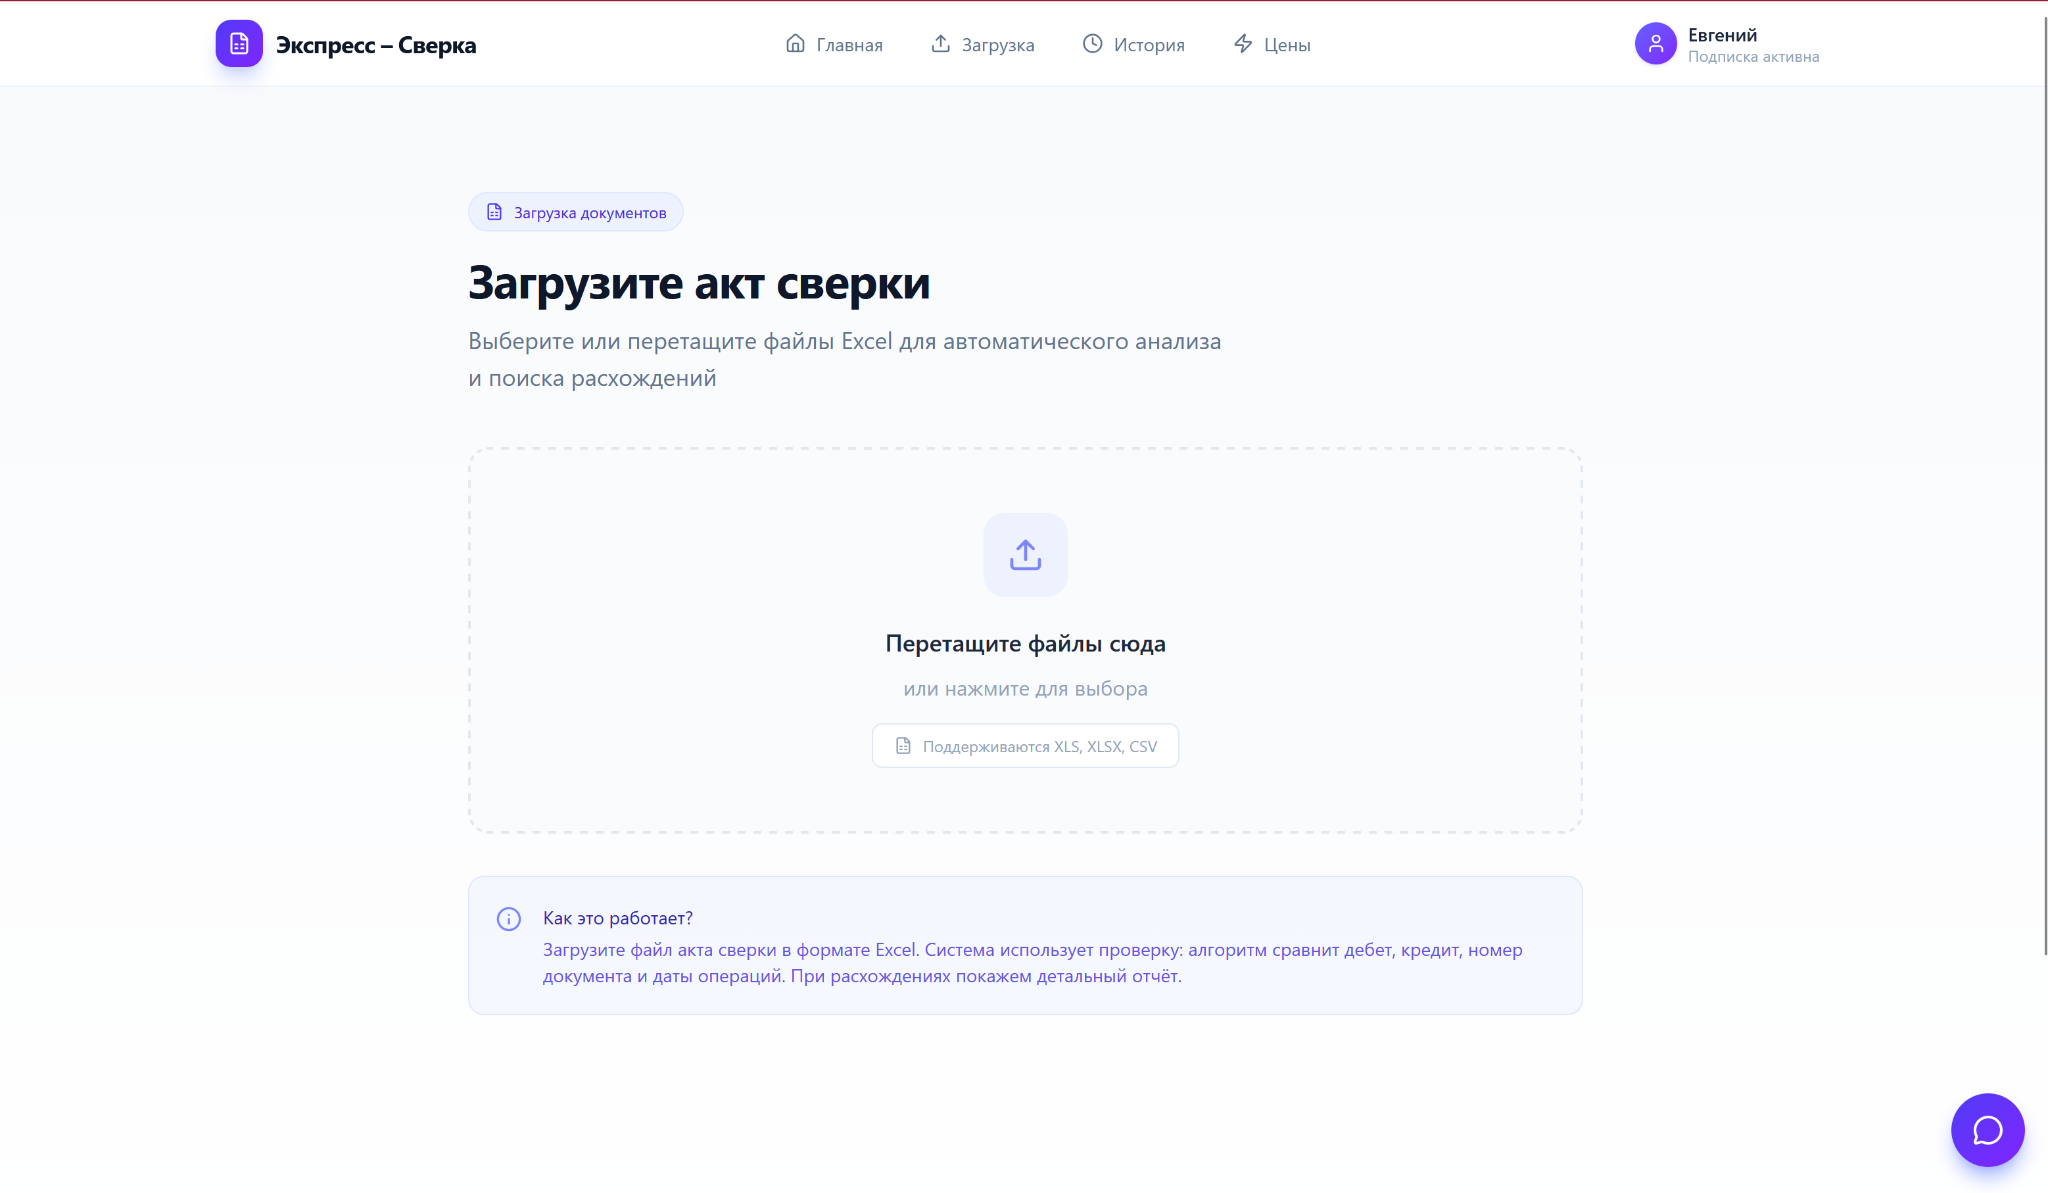 Экспресс – Сверка
Главная
Загрузка
История
Цены
Евгений
Подписка активна
Загрузка документов
Загрузите акт сверки
Выберите или перетащите файлы Excel для автоматического анализа
и поиска расхождений
Перетащите файлы сюда
или нажмите для выбора
Поддерживаются XLS, XLSX, CSV
Как это работает?
Загрузите файл акта сверки в формате Excel. Система использует проверку: алгоритм сравнит дебет, кредит, номер
документа и даты операций. При расхождениях покажем детальный отчёт.